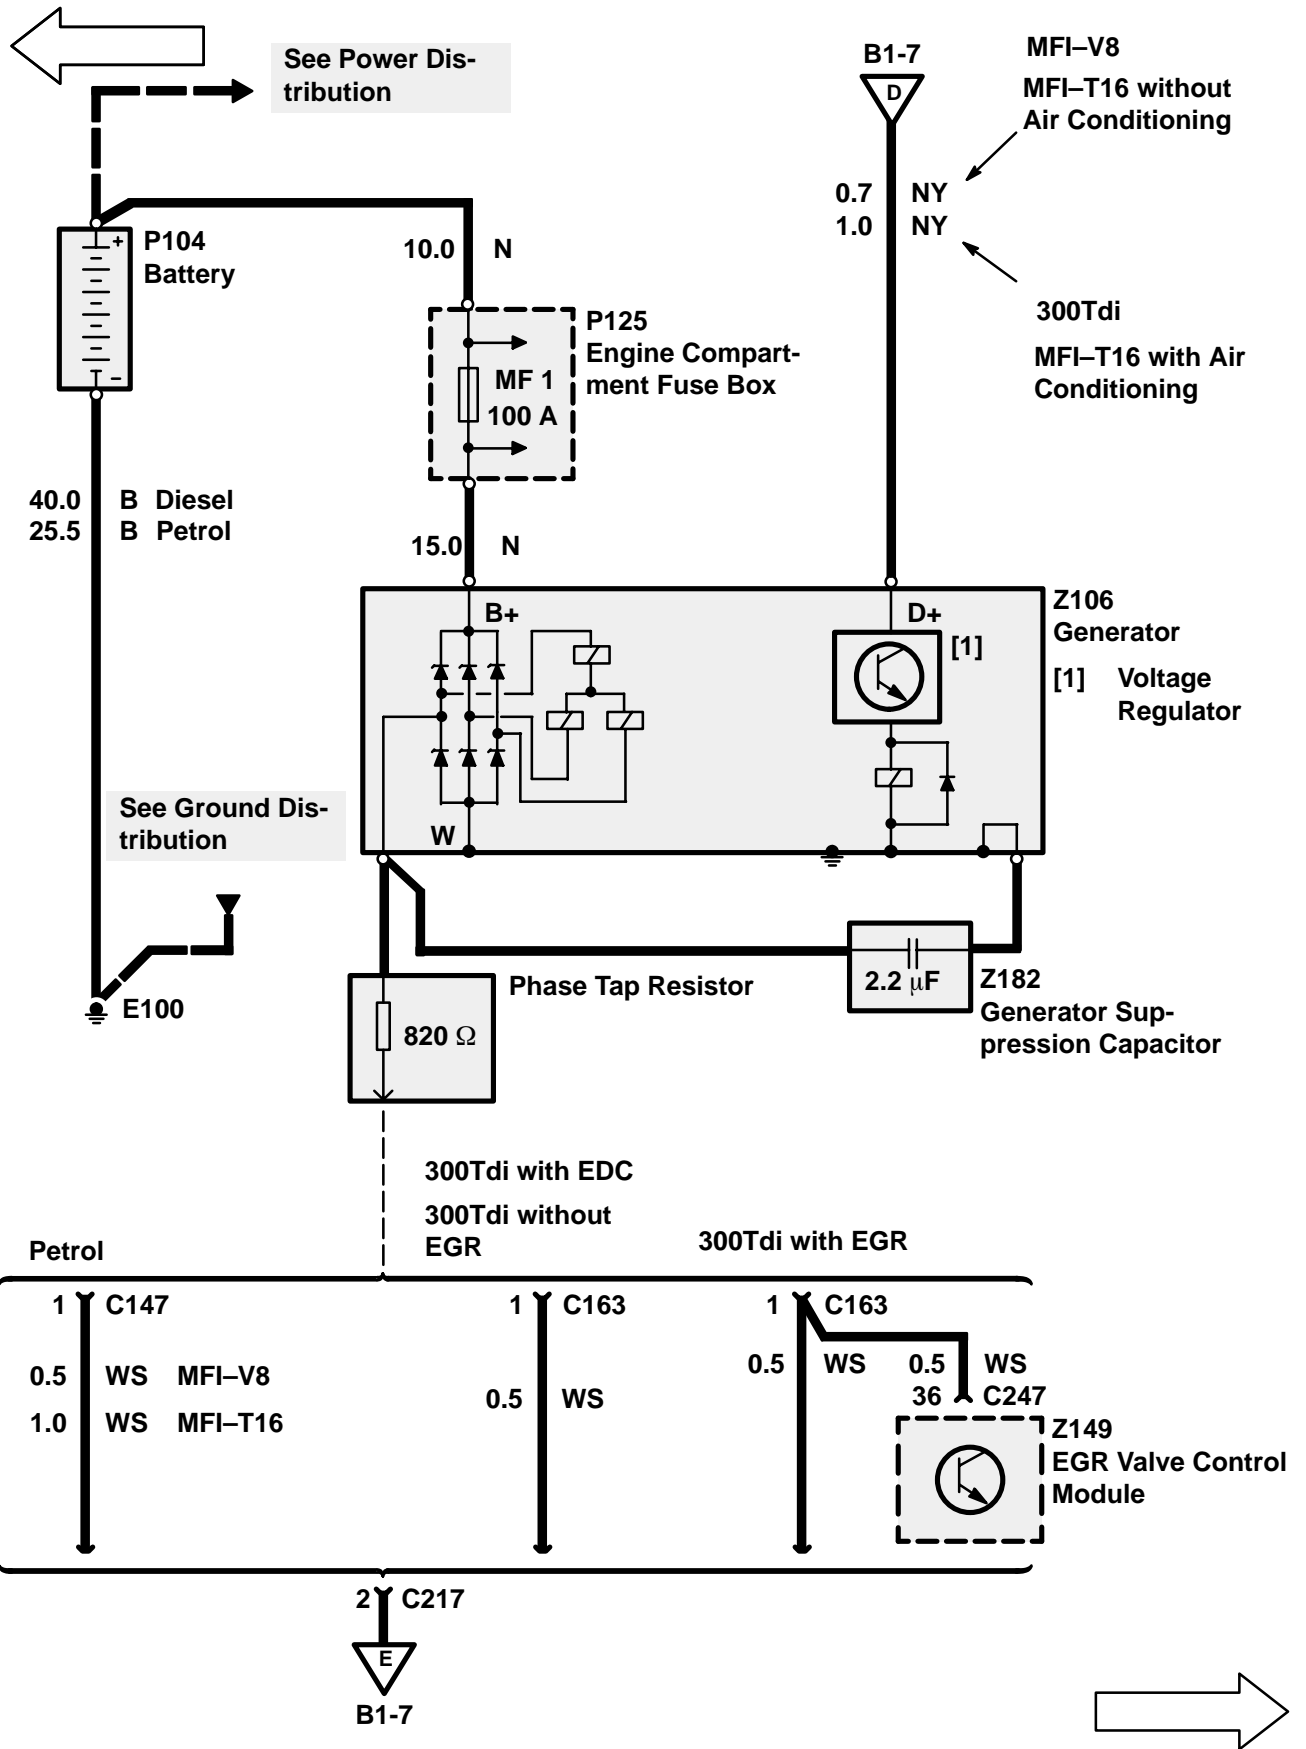 See Power Dis-
tribution
B1-7
D
MFI–V8
MFI–T16 without
Air Conditioning
0.7 NY
1.0 NY
P104
Battery
+
–
10.0 N
300Tdi
MFI–T16 with Air
Conditioning
P125
Engine Compart-
ment Fuse Box
MF 1
100 A
40.0 B Diesel
25.5 B Petrol
15.0 N
B+
D+
[1]
Z106
Generator
[1] Voltage
Regulator
See Ground Dis-
tribution
W
E100
Phase Tap Resistor
820 Ω
2.2 µF
Z182
Generator Sup-
pression Capacitor
300Tdi with EDC
300Tdi without
EGR
Petrol
300Tdi with EGR
1 C147
1 C163
1 C163
0.5 WS MFI–V8
1.0 WS MFI–T16
0.5 WS
0.5 WS
0.5 WS
36 C247
Z149
EGR Valve Control
Module
2 C217
E
B1-7